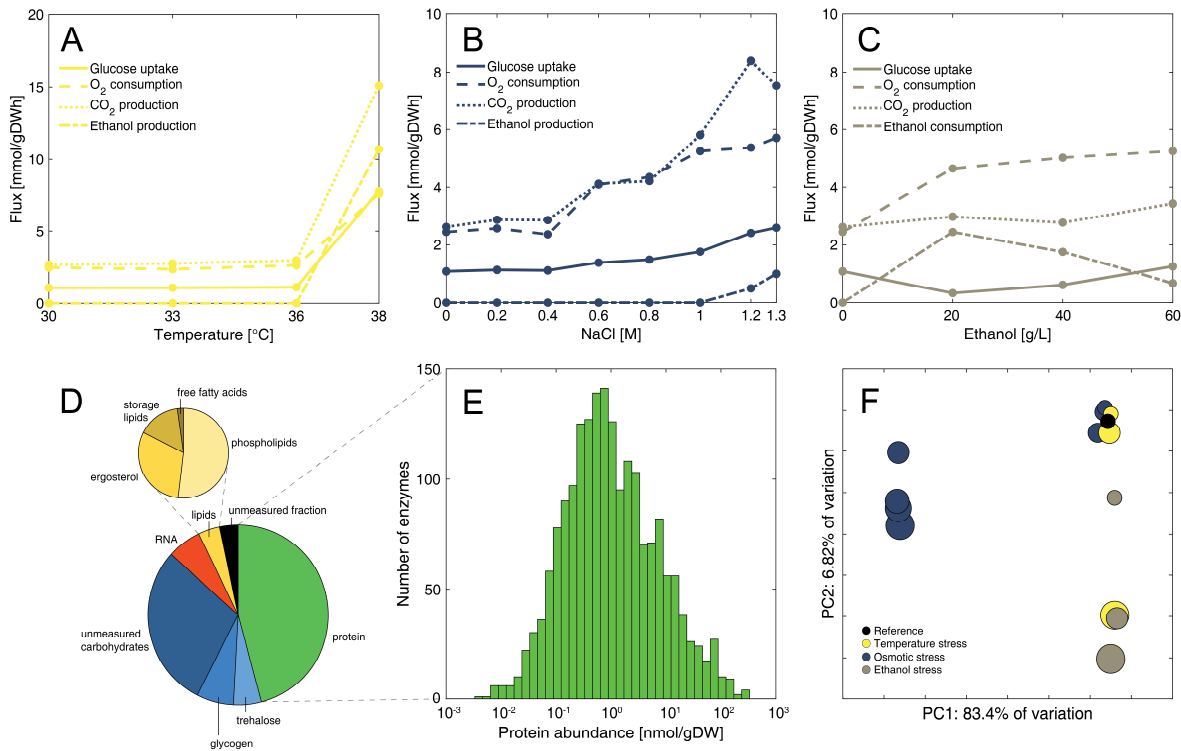 A
Flux [mmol/gDWh]
20
15
10
5
0
Glucose uptake
O2 consumption
CO2 production
Ethanol production
30
33
36
38
Temperature [°C]
B
Flux [mmol/gDWh]
10
8
6
4
2
0
Glucose uptake
O2 consumption
CO2 production
Ethanol production
0
0.2
0.4
0.6
0.8
1
1.2
1.3
NaCl [M]
C
Flux [mmol/gDWh]
10
8
6
4
2
0
Glucose uptake
O2 consumption
CO2 production
Ethanol consumption
0
20
40
60
Ethanol [g/L]
D
free fatty acids
storage
lipids
phospholipids
ergosterol
lipids
unmeasured fraction
RNA
unmeasured
carbohydrates
protein
trehalose
glycogen
E
Number of enzymes
150
100
50
0
10-3
10-2
10-1
100
101
102
103
Protein abundance [nmol/gDW]
F
PC2: 6.82% of variation
Reference
Temperature stress
Osmotic stress
Ethanol stress
PC1: 83.4% of variation